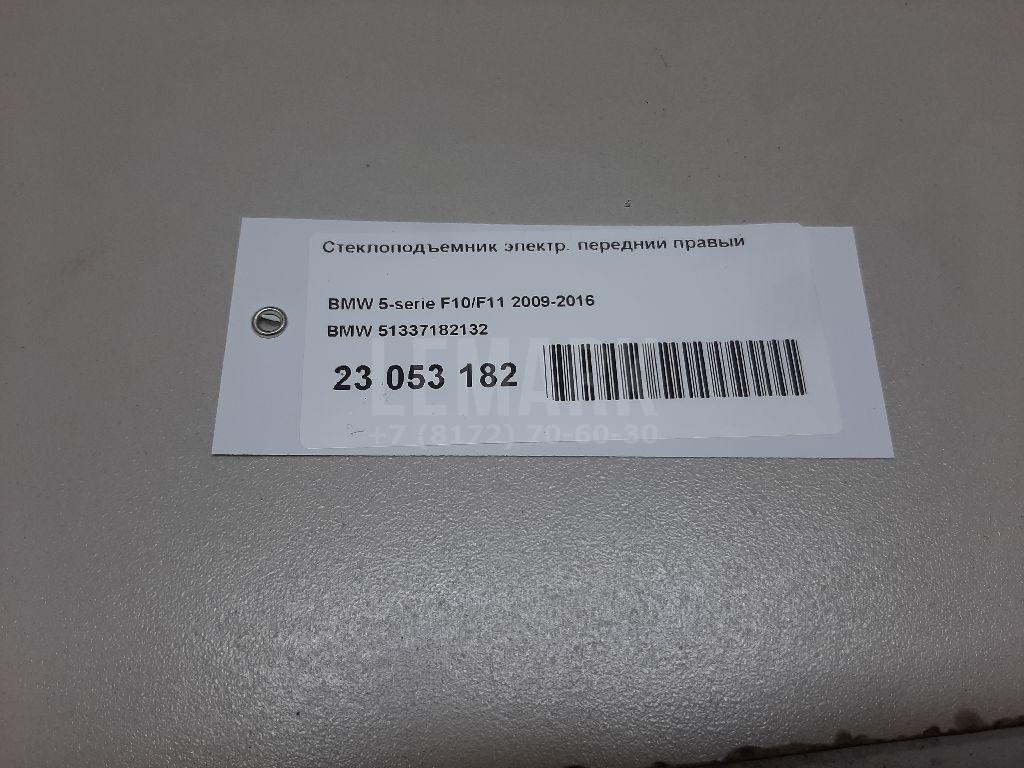 Стеклоподъемник электр. передний правый
BMW 5-serie F10/F11 2009-2016
BMW 51337182132
23 053 182
LEMARK
+7 (8172) 70-60-30